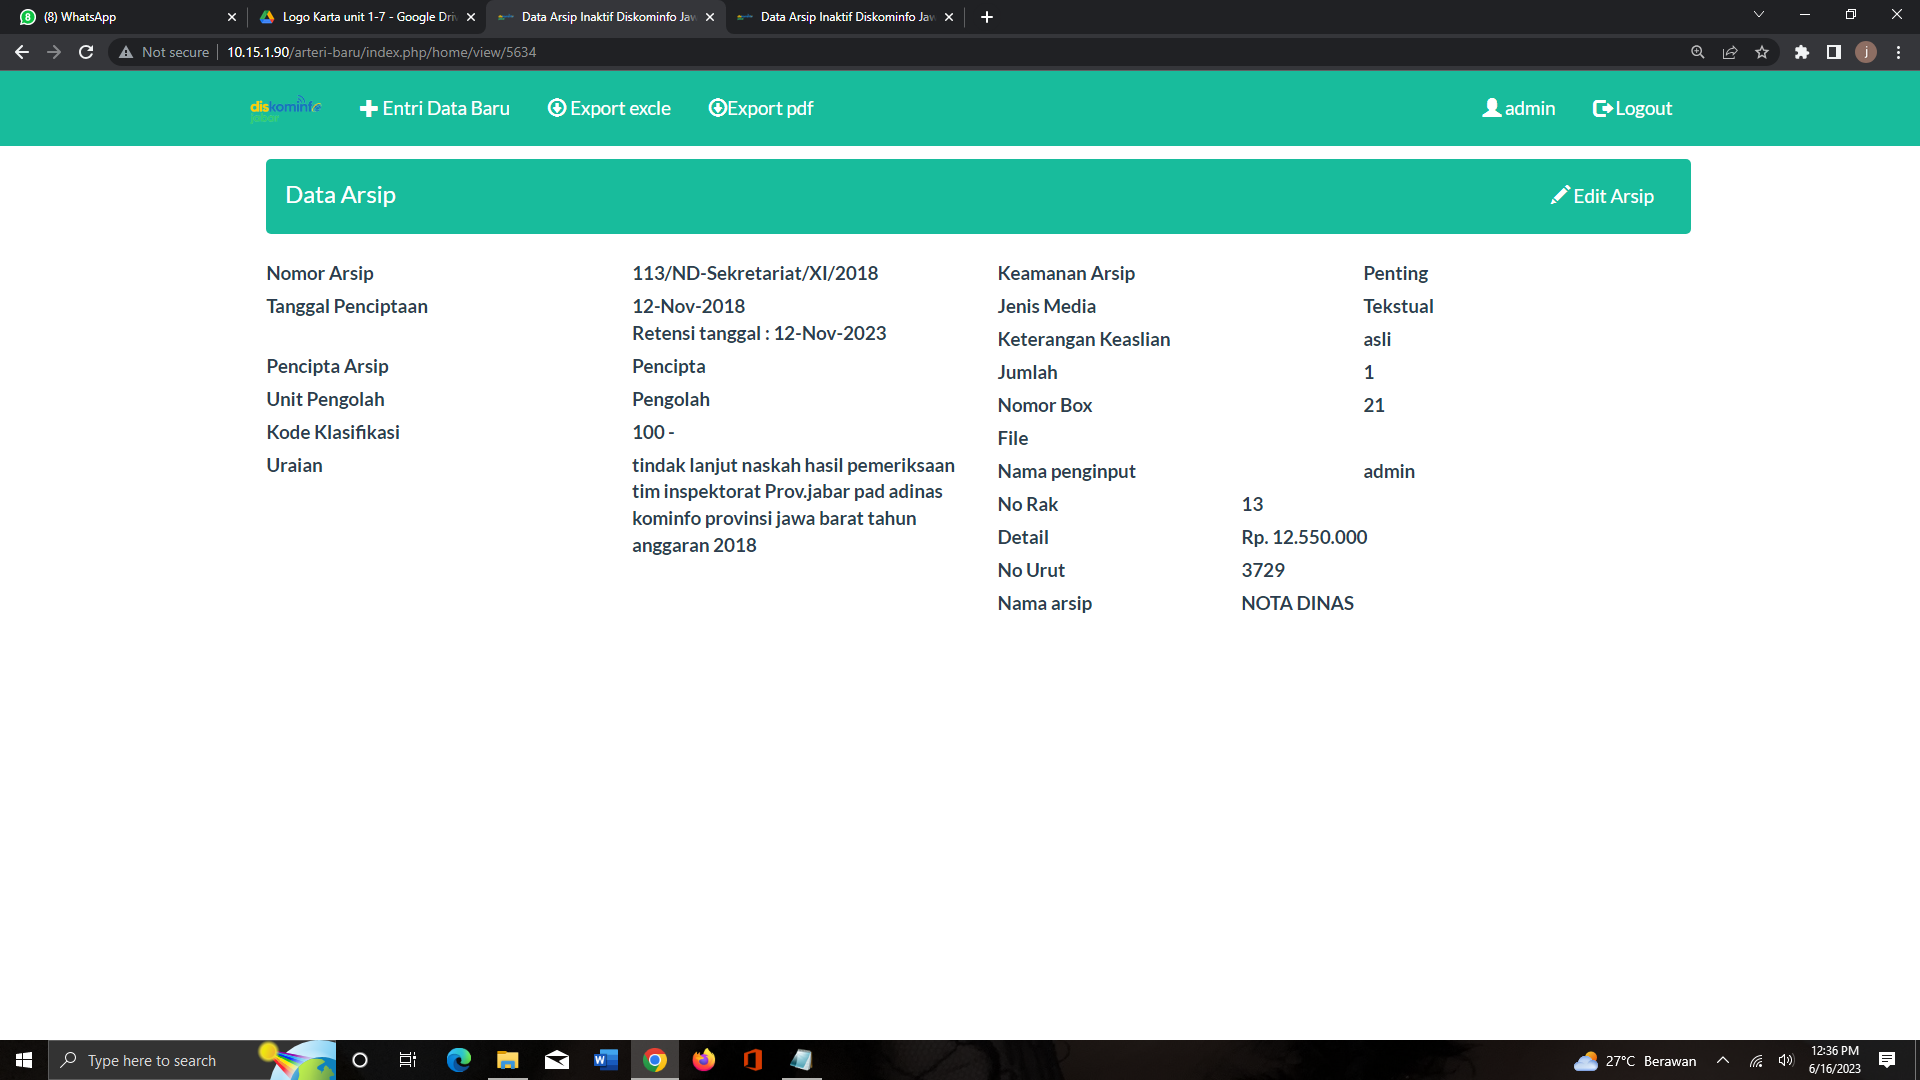 (8) WhatsApp
Logo Karta unit 1-7 - Google Dri
Data Arsip Inaktif Diskominfo Jaw
Data Arsip Inaktif Diskominfo Jaw
Not secure
10.15.1.90/arteri-baru/index.php/home/view/5634
j
diskominfo
jabar
Entri Data Baru
Export excle
Export pdf
admin
Logout
Data Arsip
Edit Arsip
Nomor Arsip 113/ND-Sekretariat/XI/2018
Tanggal Penciptaan 12-Nov-2018
Retensi tanggal : 12-Nov-2023
Pencipta Arsip Pencipta
Unit Pengolah Pengolah
Kode Klasifikasi 100 -
Uraian tindak lanjut naskah hasil pemeriksaan
tim inspektorat Prov.jabar pad adinas
kominfo provinsi jawa barat tahun
anggaran 2018
Keamanan Arsip Penting
Jenis Media Tekstual
Keterangan Keaslian asli
Jumlah 1
Nomor Box 21
File
Nama penginput admin
No Rak 13
Detail Rp. 12.550.000
No Urut 3729
Nama arsip NOTA DINAS
Type here to search
27°C Berawan
12:36 PM
6/16/2023